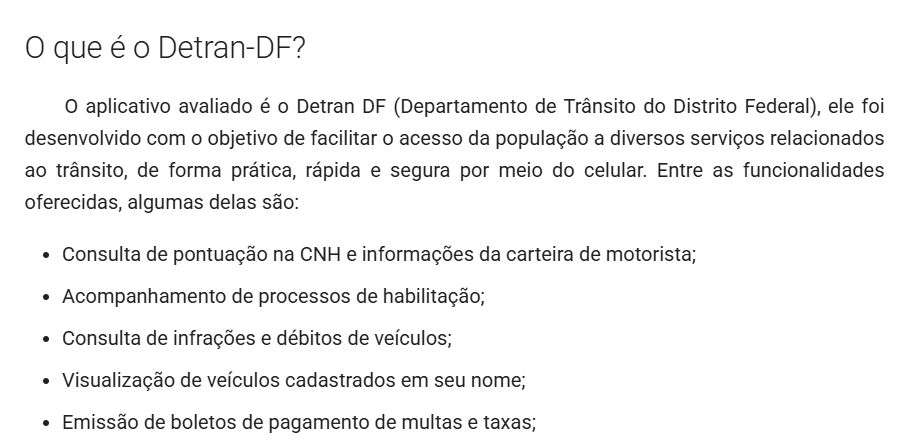 O que é o Detran-DF?
O aplicativo avaliado é o Detran DF (Departamento de Trânsito do Distrito Federal), ele foi
desenvolvido com o objetivo de facilitar o acesso da população a diversos serviços relacionados
ao trânsito, de forma prática, rápida e segura por meio do celular. Entre as funcionalidades
oferecidas, algumas delas são:
• Consulta de pontuação na CNH e informações da carteira de motorista;
• Acompanhamento de processos de habilitação;
• Consulta de infrações e débitos de veículos;
• Visualização de veículos cadastrados em seu nome;
• Emissão de boletos de pagamento de multas e taxas;